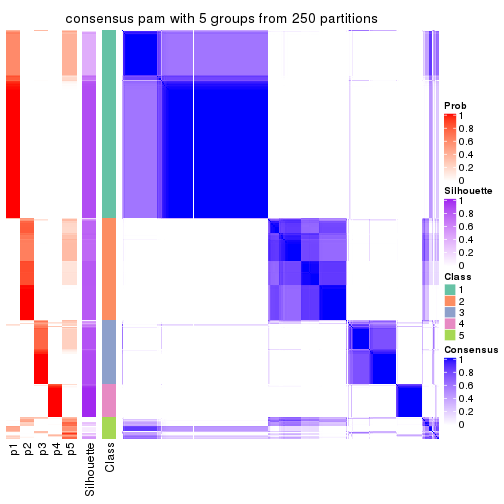 consensus pam with 5 groups from 250 partitions
Prob
1
0.8
0.6
0.4
0.2
0
Silhouette
1
0.8
0.6
0.4
0.2
0
Class
1
2
3
4
5
Consensus
1
0.8
0.6
0.4
0.2
0
p1
p2
p3
p4
p5
Silhouette
Class